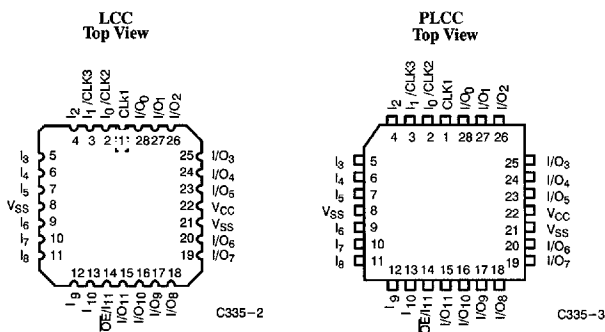 LCC
Top View
I2 I1/CLK3 I0/CLK2 CLK1 I/O0 I/O1 I/O2
4 3 2 1 28 27 26
I3 5 25 I/O3
I4 6 24 I/O4
I5 7 23 I/O5
VSS 8 22 VCC
I6 9 21 VSS
I7 10 20 I/O6
I8 11 19 I/O7
12 13 14 15 16 17 18
I9 I10 OE/I11 I/O11 I/O10 I/O9 I/O8
C335-2
PLCC
Top View
I2 I1/CLK3 I0/CLK2 CLK1 I/O0 I/O1 I/O2
4 3 2 1 28 27 26
I3 5 25 I/O3
I4 6 24 I/O4
I5 7 23 I/O5
VSS 8 22 VCC
I6 9 21 VSS
I7 10 20 I/O6
I8 11 19 I/O7
12 13 14 15 16 17 18
I9 I10 OE/I11 I/O11 I/O10 I/O9 I/O8
C335-3